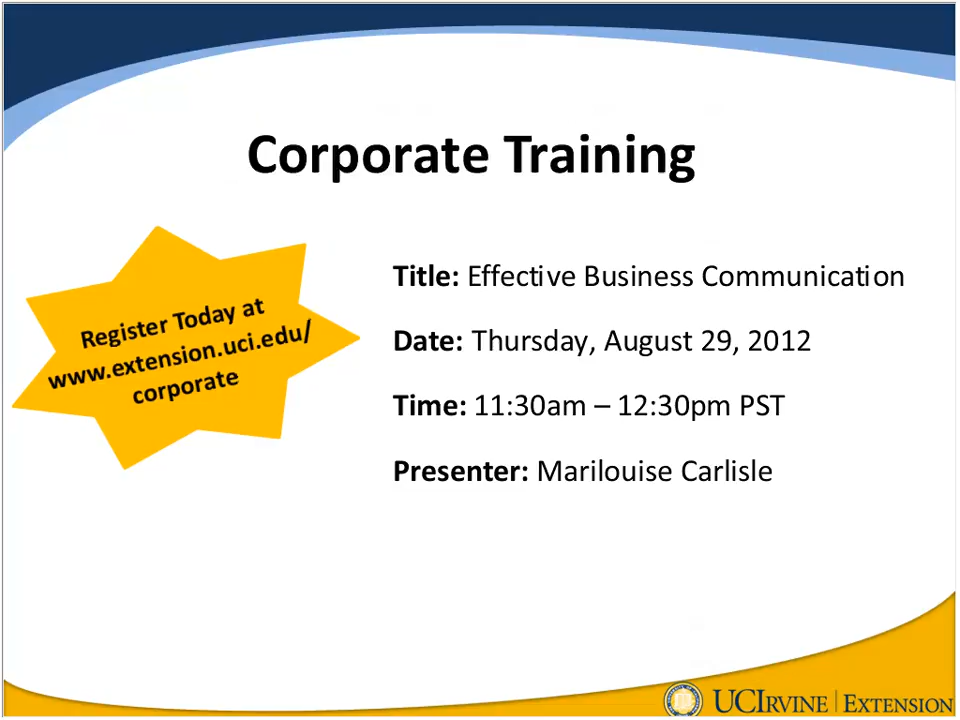 Corporate Training
Register Today at
www.extension.uci.edu/
corporate
Title: Effective Business Communication
Date: Thursday, August 29, 2012
Time: 11:30am – 12:30pm PST
Presenter: Marilouise Carlisle
UCIRVINE | EXTENSION